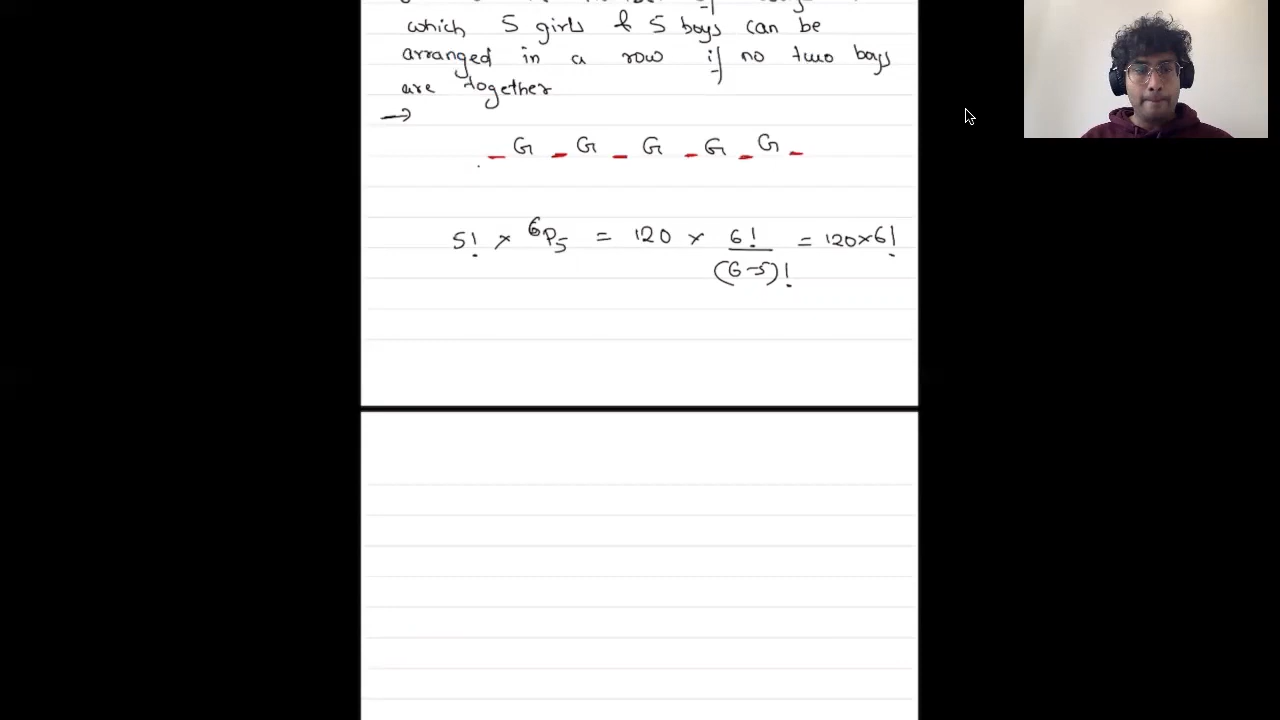 which 5 girls & 5 boys can be
arranged in a row if no two boys
are together
→
_ G _ G _ G _ G _ G _
5! × ⁶P₅ = 120 × 6!/(6-5)! = 120×6!